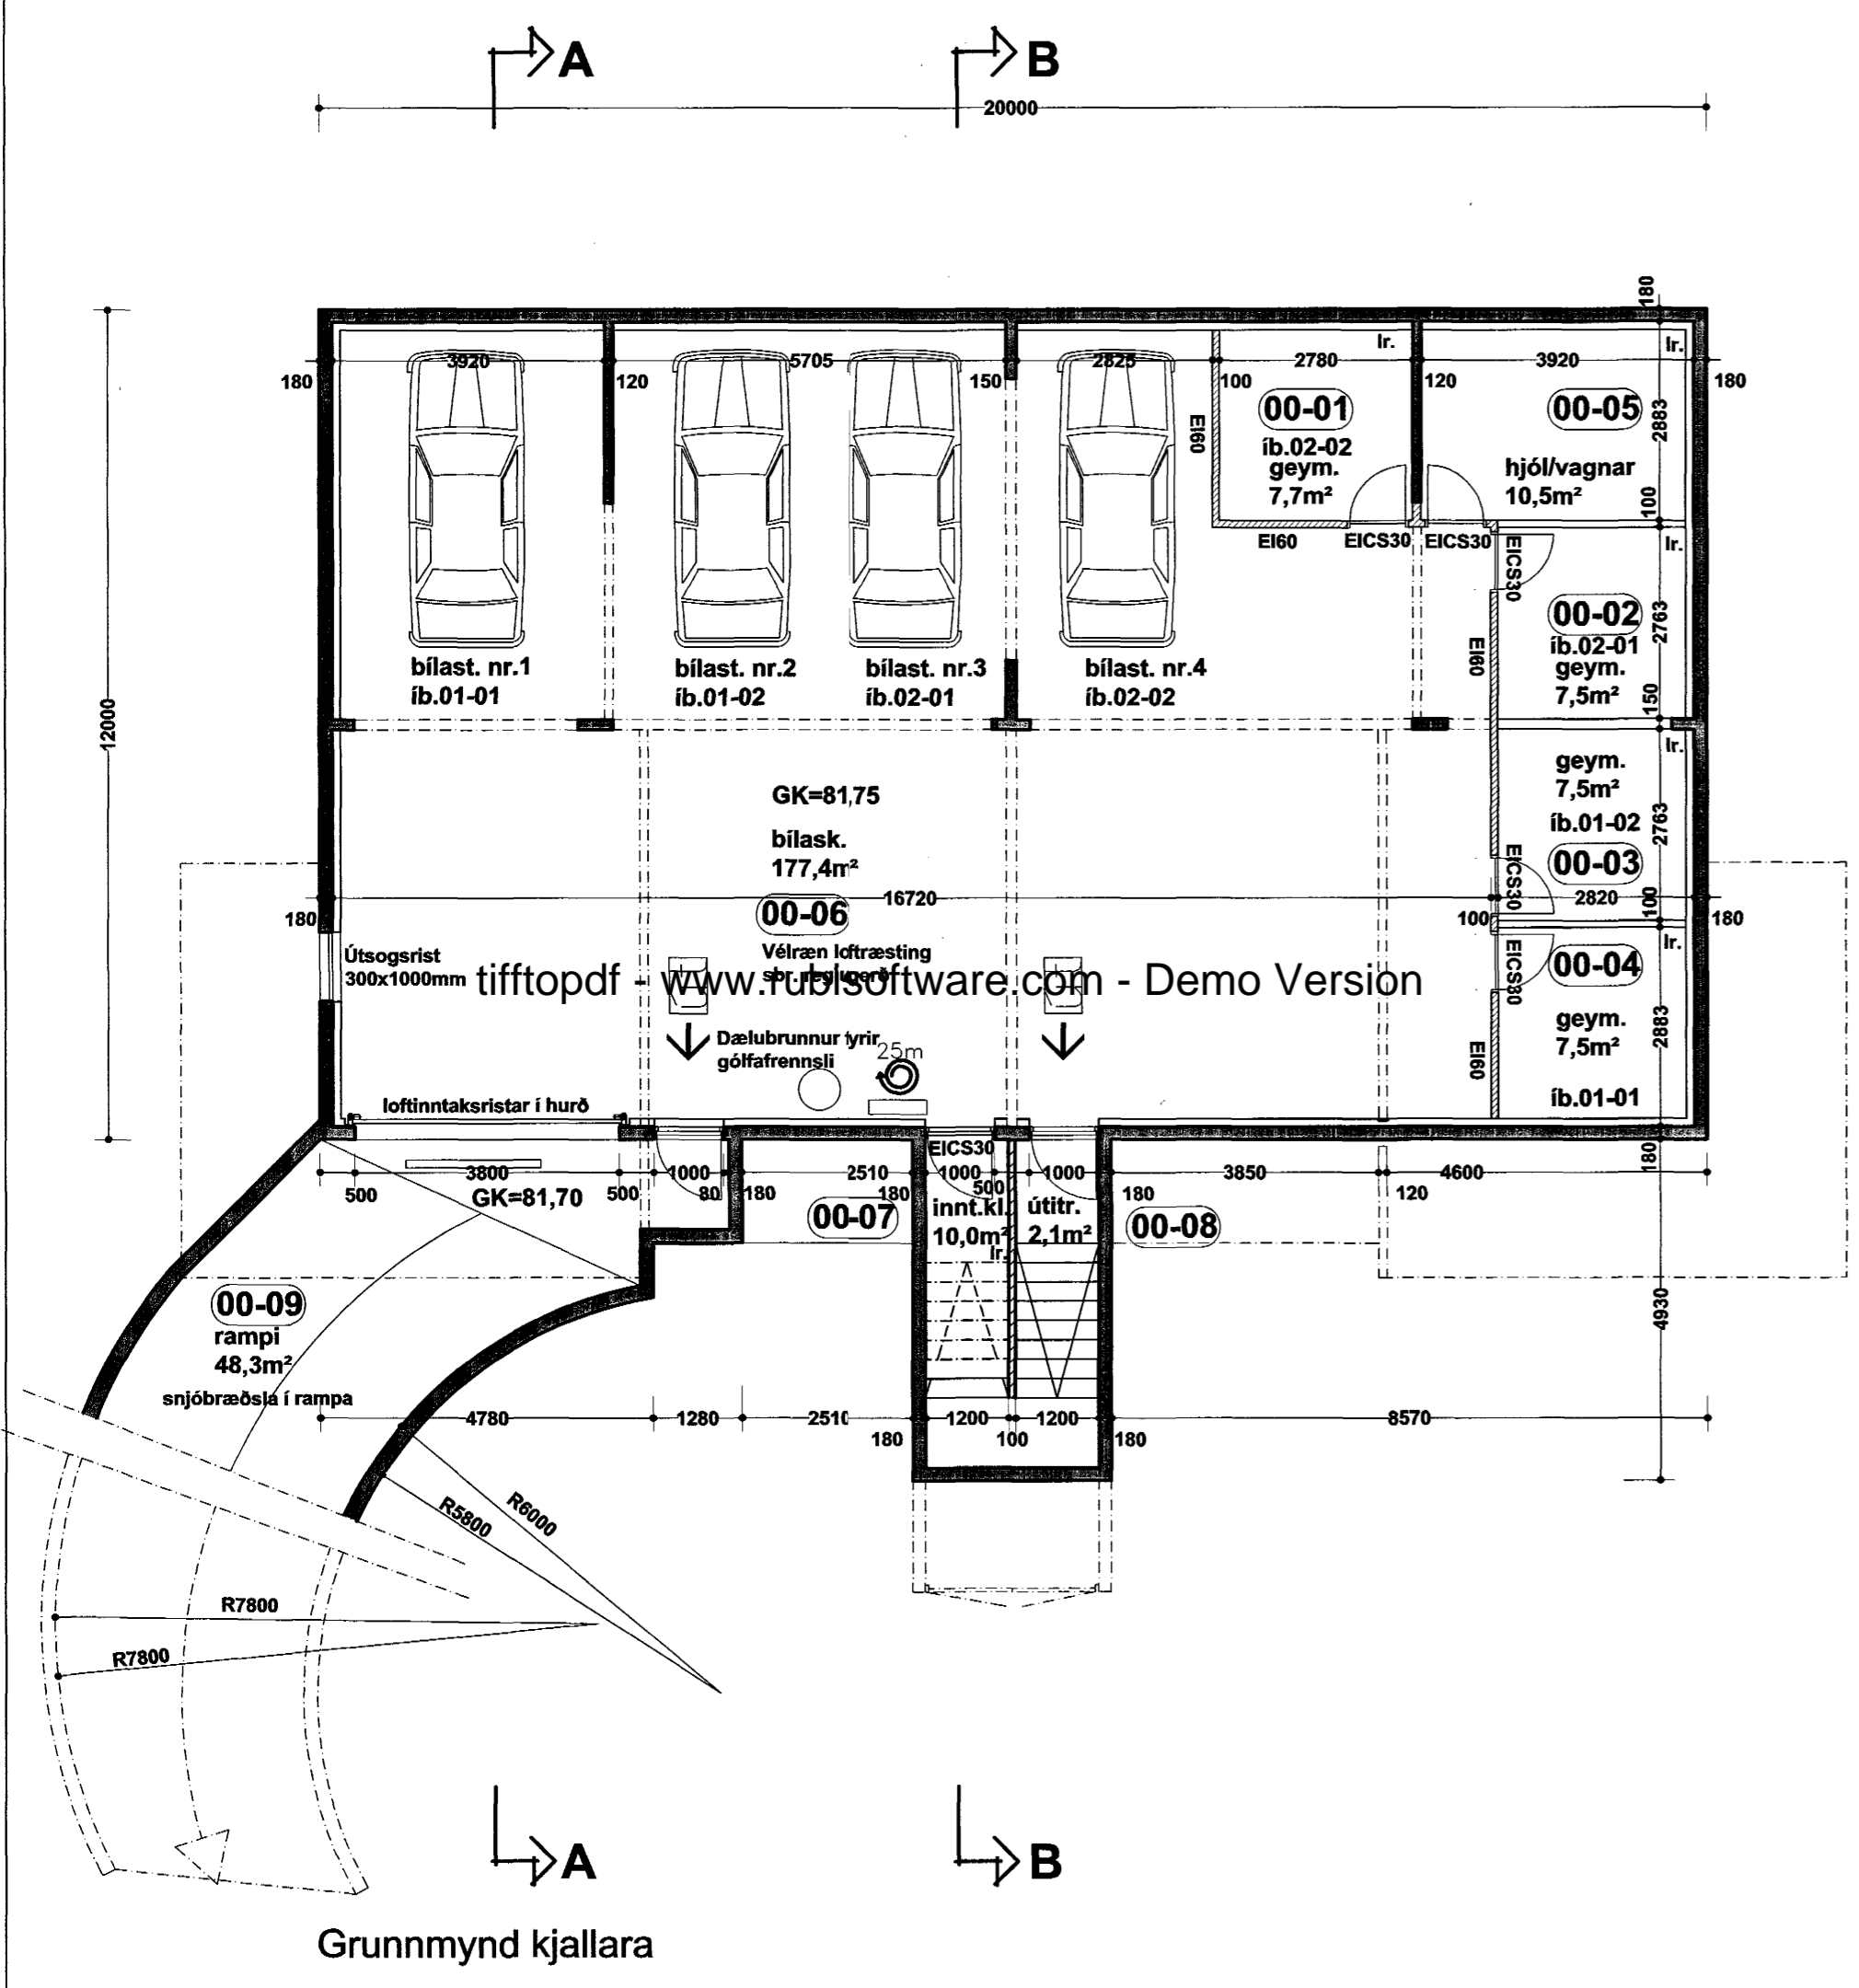 A
B
20000
180
3920
5705
2825
2780
Ir.
3920
Ir.
180
120
150
100
120
180
00-01
00-05
2883
EI60
íb.02-02
geym.
7,7m²
hjól/vagnar
10,5m²
100
EI60
EICS30
EICS30
EICS30
Ir.
00-02
íb.02-01
geym.
7,5m²
2763
EI60
150
bílast. nr.1
íb.01-01
bílast. nr.2
íb.01-02
bílast. nr.3
íb.02-01
bílast. nr.4
íb.02-02
12000
Ir.
geym.
7,5m²
íb.01-02
00-03
2763
GK=81,75
bílask.
177,4m²
16720
EICS30
2820
100
180
00-06
100
180
Útsogsrist
300x1000mm
Vélræn loftræsting
sbr. reglugerð
tifftopdf - www.rubisoftware.com - Demo Version
Ir.
00-04
EICS30
geym.
7,5m²
2883
EI60
íb.01-01
Dælubrunnur fyrir
gólfafrennsli
25m
loftinntaksristar í hurð
EICS30
3800
1000
2510
1000
1000
3850
4600
180
500
GK=81,70
500
80
180
180
500
180
120
00-07
innt.kl.
10,0m²
Ir.
útitr.
2,1m²
00-08
00-09
rampi
48,3m²
snjóbræðsla í rampa
4930
4780
1280
2510
1200
1200
8570
180
100
180
R5800
R6000
R7800
R7800
A
B
Grunnmynd kjallara